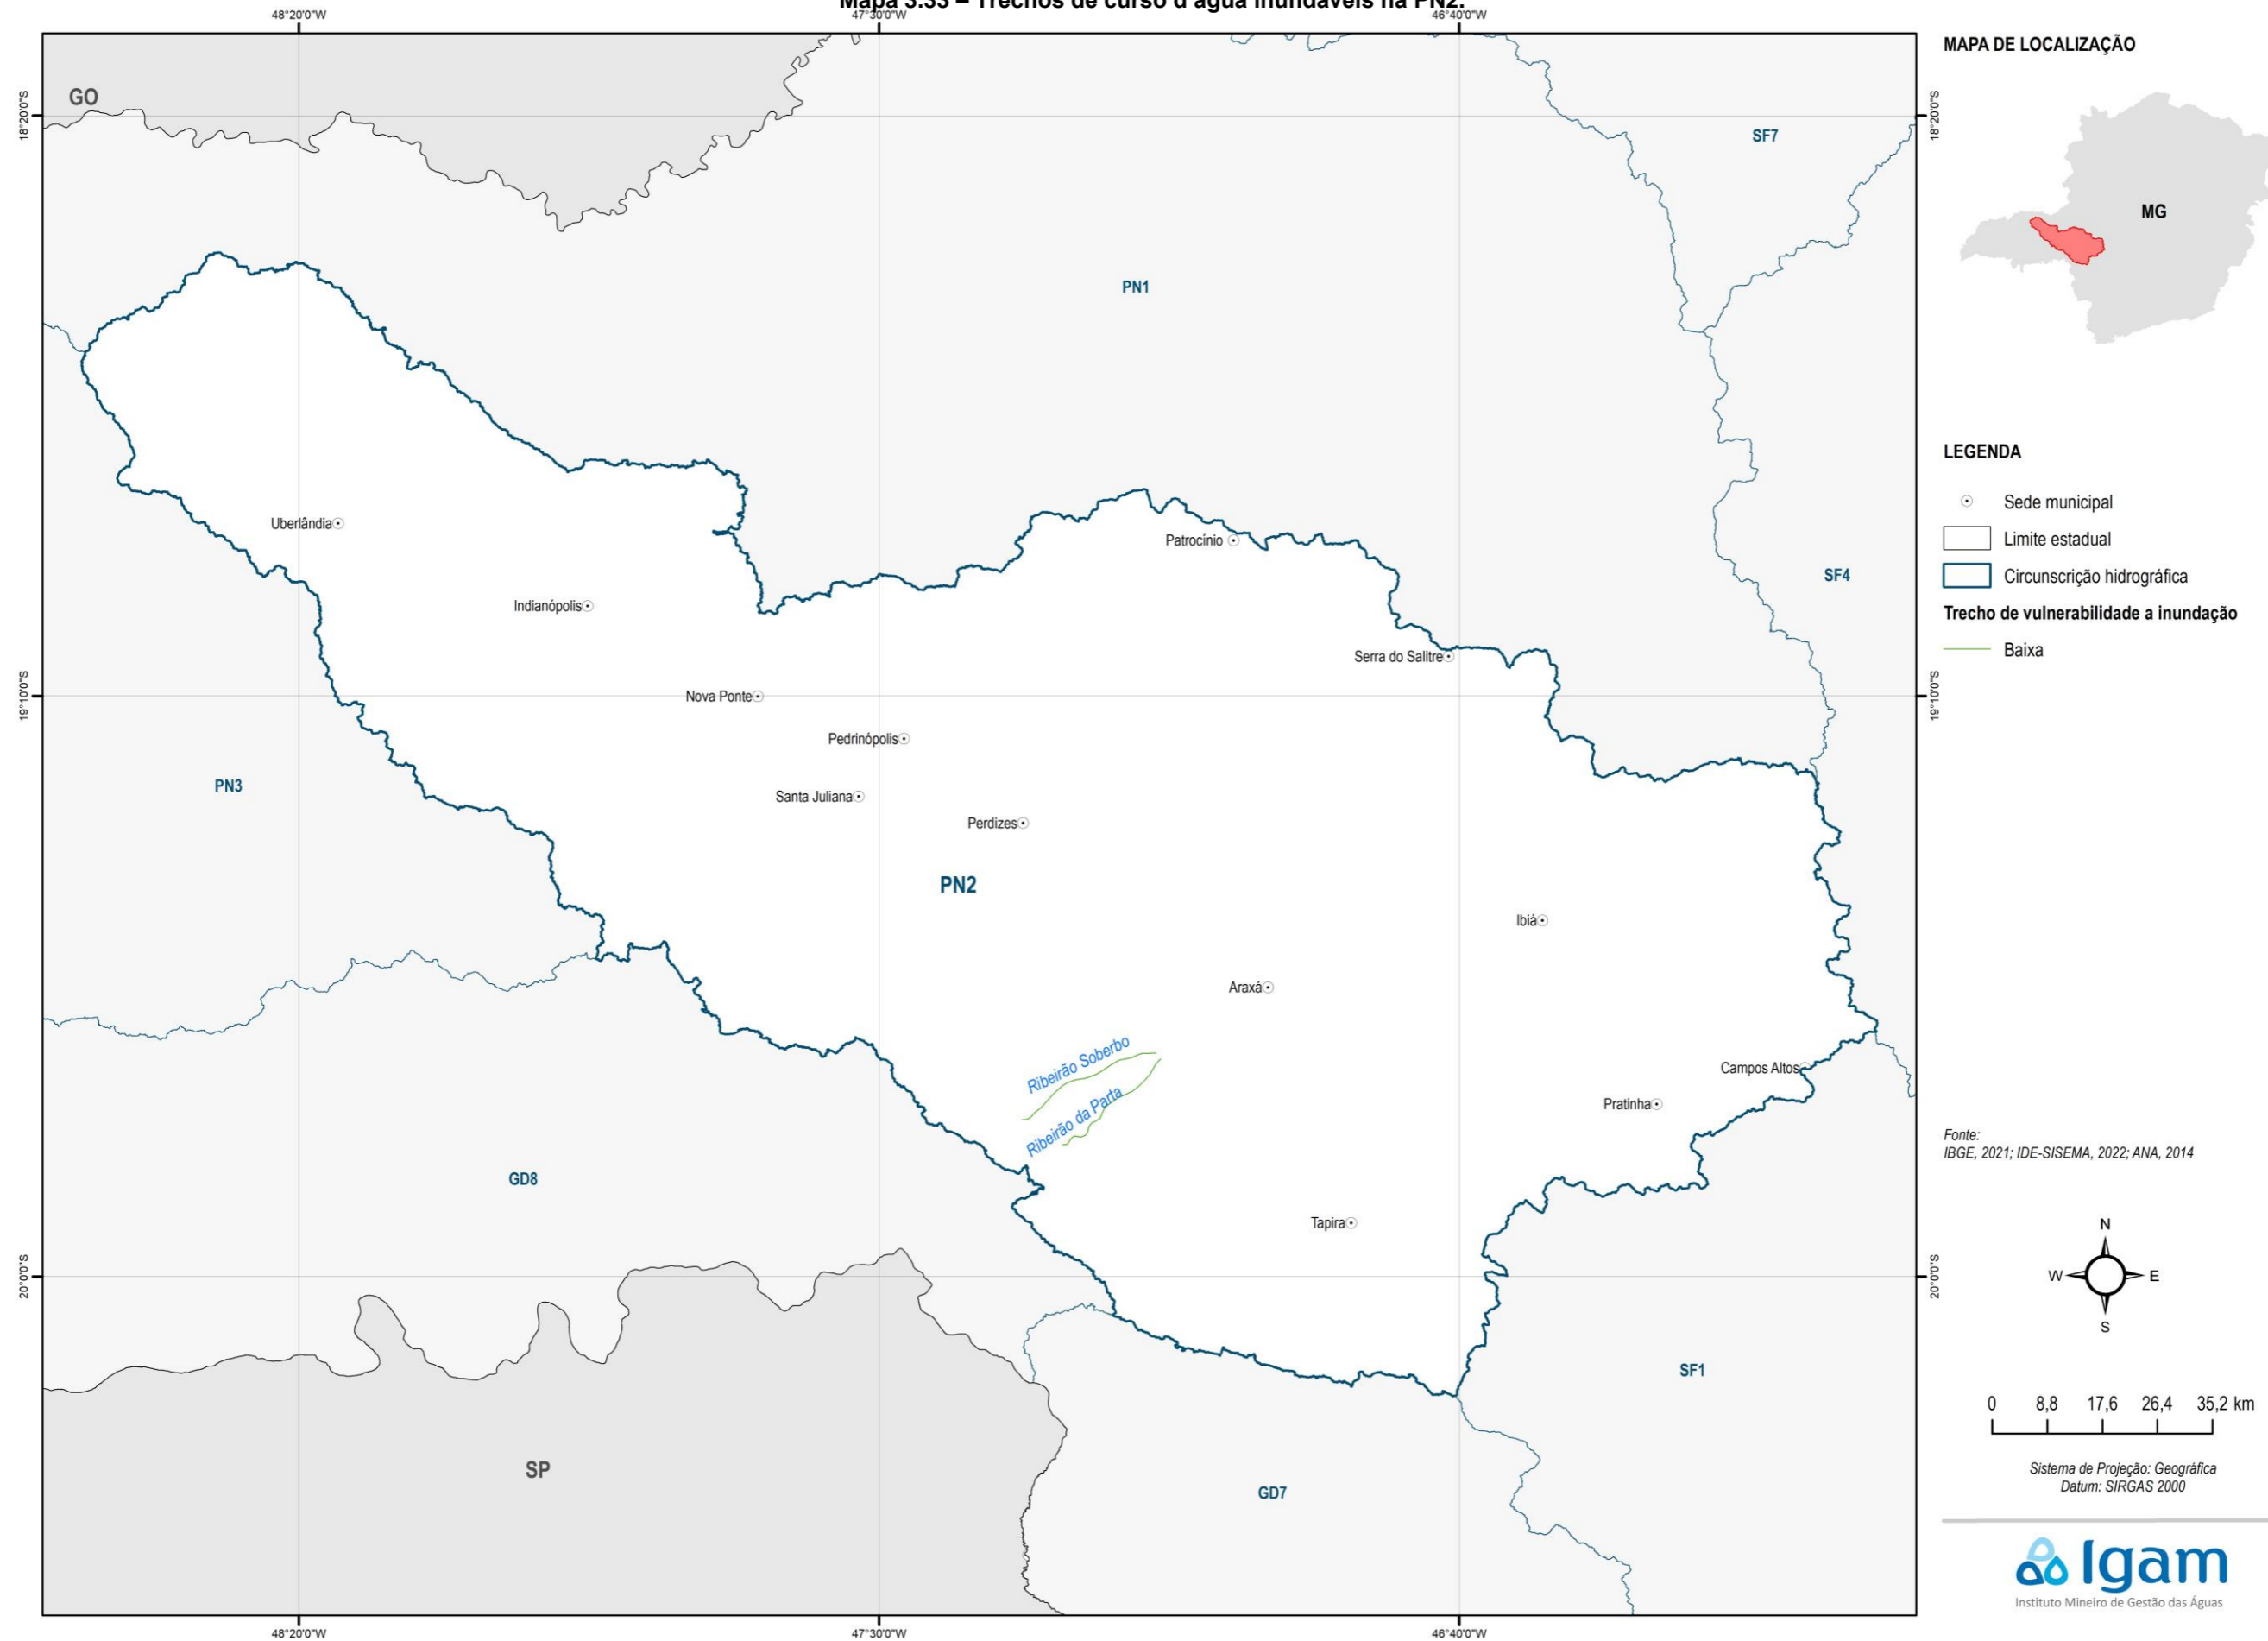 Mapa 3.33 – Trechos de curso d'água inundáveis na PN2.
48°20'0"W
47°30'0"W
46°40'0"W
MAPA DE LOCALIZAÇÃO
GO
18°20'0"S
18°20'0"S
SF7
MG
PN1
LEGENDA
Sede municipal
Uberlândia
Patrocínio
Limite estadual
SF4
Circunscrição hidrográfica
Indianópolis
Trecho de vulnerabilidade a inundação
Serra do Salitre
Baixa
19°10'0"S
Nova Ponte
19°10'0"S
Pedrinópolis
PN3
Santa Juliana
Perdizes
PN2
Ibiá
Araxá
Ribeirão Soberbo
Campos Altos
Ribeirão da Parta
Pratinha
Fonte:
IBGE, 2021; IDE-SISEMA, 2022; ANA, 2014
GD8
Tapira
N
20°0'0"S
20°0'0"S
W E
S
SF1
0 8,8 17,6 26,4 35,2 km
SP
Sistema de Projeção: Geográfica
Datum: SIRGAS 2000
GD7
Igam
Instituto Mineiro de Gestão das Águas
48°20'0"W
47°30'0"W
46°40'0"W